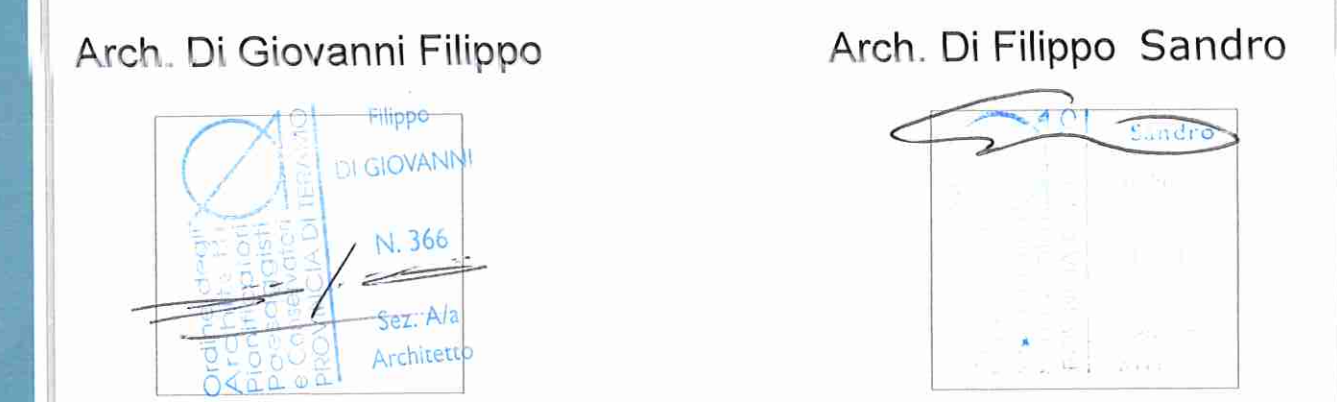 Arch. Di Giovanni Filippo
Filippo
DI GIOVANNI
N. 366
Sez. A/a
Architetto
Ordine degli
Architetti
Pianificatori
Paesaggisti
e Conservatori
PROVINCIA DI TERAMO
Arch. Di Filippo Sandro
Sandro